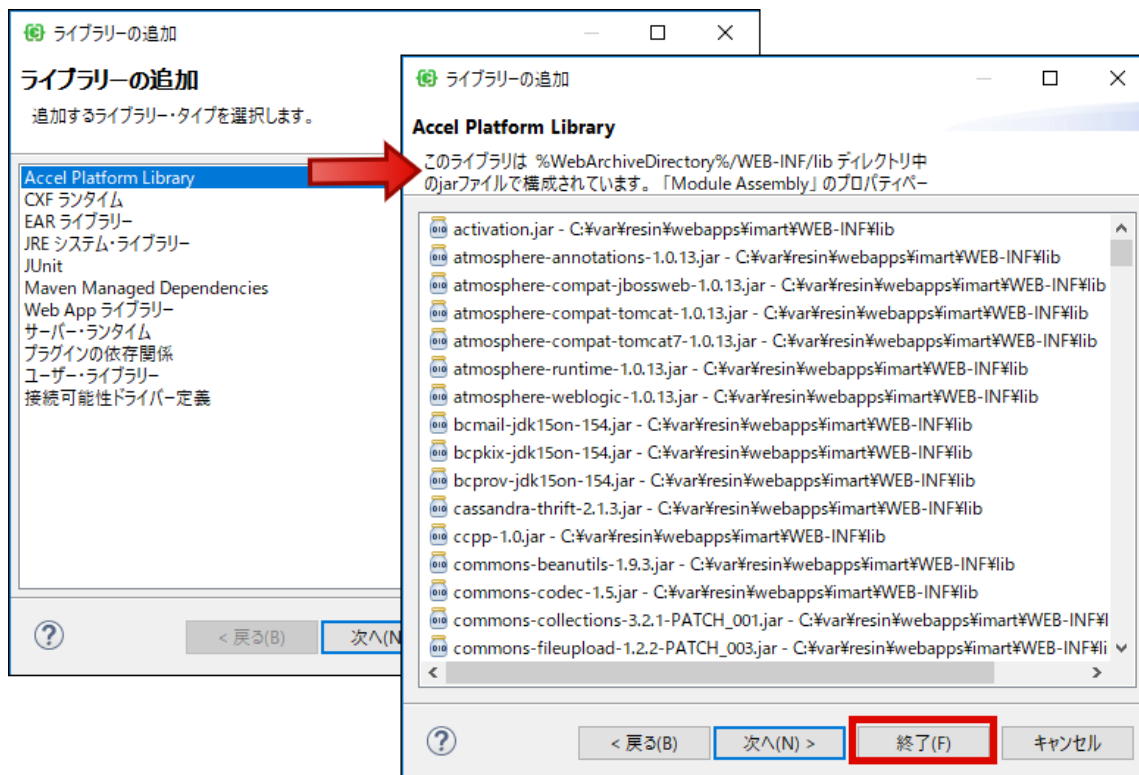 ライブラリーの追加
ライブラリーの追加
追加するライブラリー・タイプを選択します。
Accel Platform Library
CXF ランタイム
EAR ライブラリー
JRE システム・ライブラリー
JUnit
Maven Managed Dependencies
Web App ライブラリー
サーバー・ランタイム
プラグインの依存関係
ユーザー・ライブラリー
接続可能性ドライバー定義
< 戻る(B)
次へ(N
ライブラリーの追加
Accel Platform Library
このライブラリは %WebArchiveDirectory%/WEB-INF/lib ディレクトリ中
のjarファイルで構成されています。「Module Assembly」のプロパティペー
activation.jar - C:¥var¥resin¥webapps¥imart¥WEB-INF¥lib
atmosphere-annotations-1.0.13.jar - C:¥var¥resin¥webapps¥imart¥WEB-INF¥lib
atmosphere-compat-jbossweb-1.0.13.jar - C:¥var¥resin¥webapps¥imart¥WEB-INF¥lib
atmosphere-compat-tomcat-1.0.13.jar - C:¥var¥resin¥webapps¥imart¥WEB-INF¥lib
atmosphere-compat-tomcat7-1.0.13.jar - C:¥var¥resin¥webapps¥imart¥WEB-INF¥lib
atmosphere-runtime-1.0.13.jar - C:¥var¥resin¥webapps¥imart¥WEB-INF¥lib
atmosphere-weblogic-1.0.13.jar - C:¥var¥resin¥webapps¥imart¥WEB-INF¥lib
bcmail-jdk15on-154.jar - C:¥var¥resin¥webapps¥imart¥WEB-INF¥lib
bcpkix-jdk15on-154.jar - C:¥var¥resin¥webapps¥imart¥WEB-INF¥lib
bcprov-jdk15on-154.jar - C:¥var¥resin¥webapps¥imart¥WEB-INF¥lib
cassandra-thrift-2.1.3.jar - C:¥var¥resin¥webapps¥imart¥WEB-INF¥lib
ccpp-1.0.jar - C:¥var¥resin¥webapps¥imart¥WEB-INF¥lib
commons-beanutils-1.9.3.jar - C:¥var¥resin¥webapps¥imart¥WEB-INF¥lib
commons-codec-1.5.jar - C:¥var¥resin¥webapps¥imart¥WEB-INF¥lib
commons-collections-3.2.1-PATCH_001.jar - C:¥var¥resin¥webapps¥imart¥WEB-INF¥l
commons-fileupload-1.2.2-PATCH_003.jar - C:¥var¥resin¥webapps¥imart¥WEB-INF¥li
< 戻る(B)
次へ(N) >
終了(F)
キャンセル